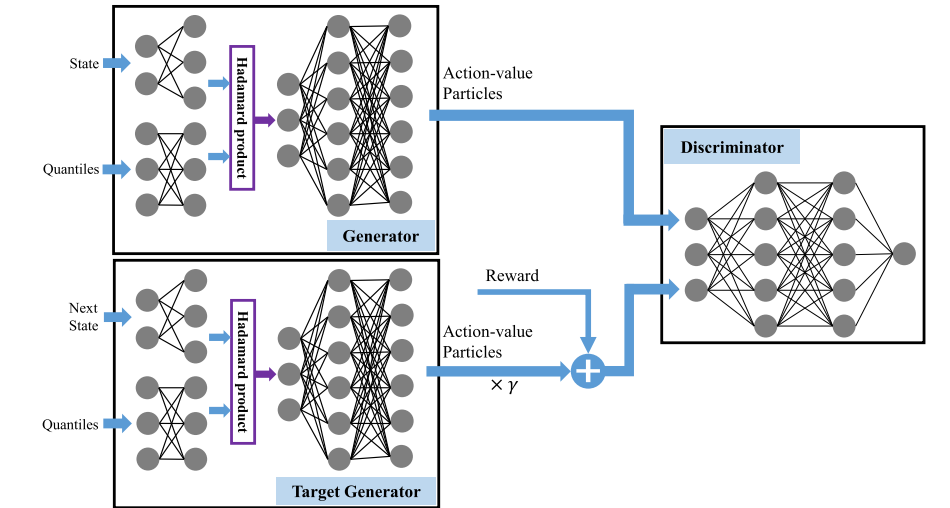 State
Quantiles
Hadamard product
Generator
Action-value
Particles
Discriminator
Next
State
Quantiles
Hadamard product
Target Generator
Reward
Action-value
Particles
× γ